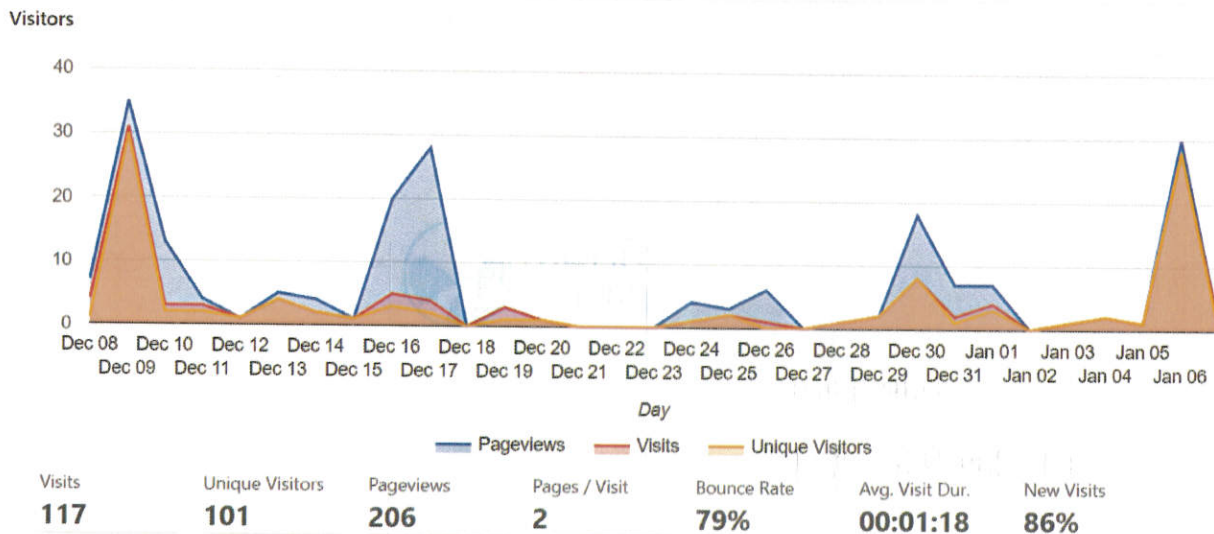 Visitors
40
30
20
10
0
Dec 08 Dec 10 Dec 12 Dec 14 Dec 16 Dec 18 Dec 20 Dec 22 Dec 24 Dec 26 Dec 28 Dec 30 Jan 01 Jan 03 Jan 05
Dec 09 Dec 11 Dec 13 Dec 15 Dec 17 Dec 19 Dec 21 Dec 23 Dec 25 Dec 27 Dec 29 Dec 31 Jan 02 Jan 04 Jan 06
Day
Pageviews Visits Unique Visitors
Visits Unique Visitors Pageviews Pages / Visit Bounce Rate Avg. Visit Dur. New Visits
117 101 206 2 79% 00:01:18 86%